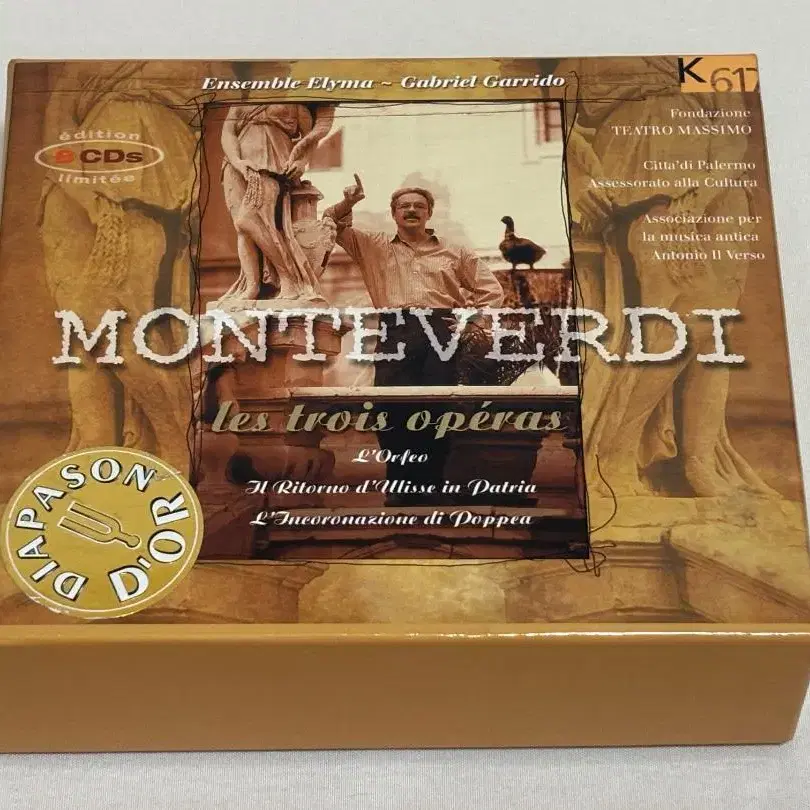 Ensemble Elyma ~ Gabriel Garrido
K617
Fondazione
TEATRO MASSIMO
Citta'di Palermo
Assessorato alla Cultura
Associazione per
la musica antica
Antonio Il Verso
édition
9 CDs
limitée
MONTEVERDI
les trois opéras
L'Orfeo
Il Ritorno d'Ulisse in Patria
L'Incoronazione di Poppea
DIAPASON
D'OR